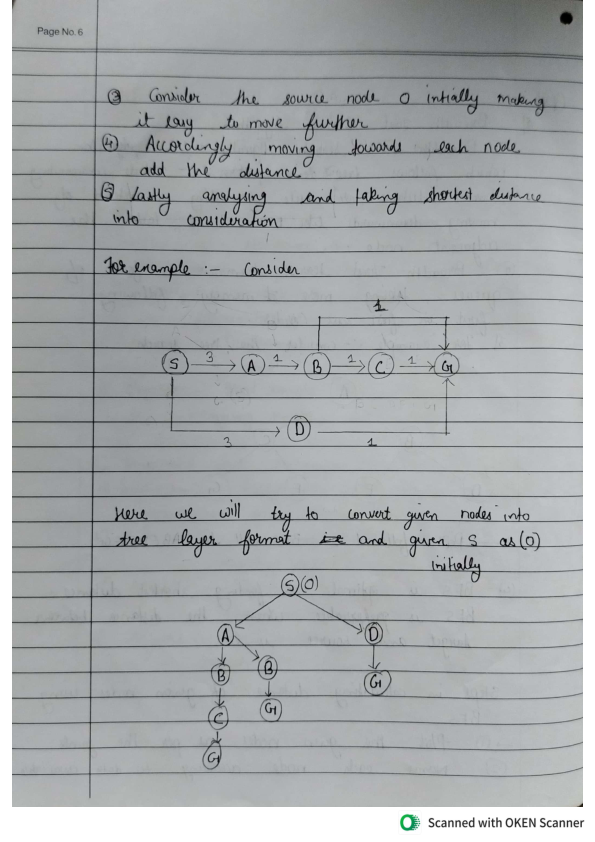 Page No. 6
③ Consider the source node 0 intially making
it easy to move further
④ Accordingly moving towards each node
add the distance
⑤ Lastly analysing and taking shortest distance
into consideration
For example :- Consider
1
S 3 A 1 B 1 C 1 G
D
3 1
Here we will try to convert given nodes into
tree layer format and given S as (0)
initially
S (0)
A D
B B G
C G
G
Scanned with OKEN Scanner